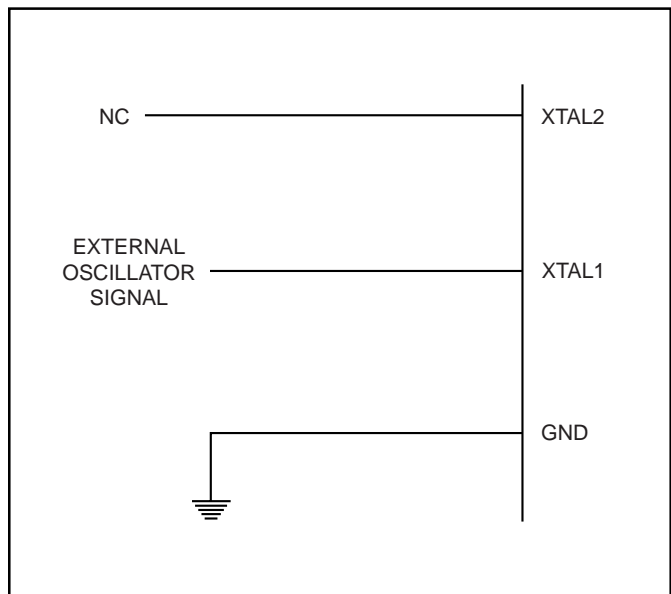 NC
XTAL2
EXTERNAL
OSCILLATOR
SIGNAL
XTAL1
GND